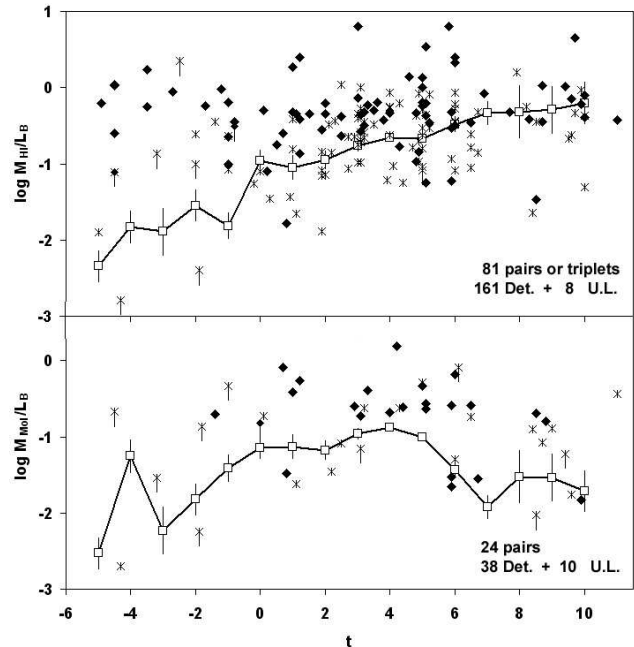 1
0
-1
-2
-3
log M_HI/L_B
81 pairs or triplets
161 Det. + 8 U.L.
0
-1
-2
-3
log M_Mol/L_B
24 pairs
38 Det. + 10 U.L.
-6 -4 -2 0 2 4 6 8 10
t